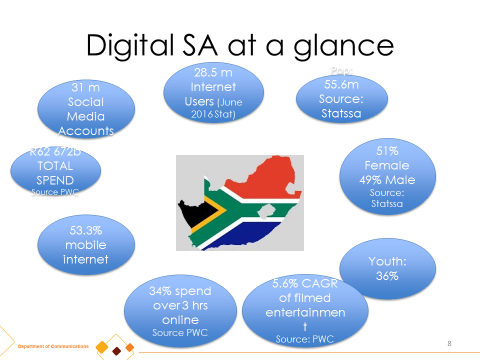 Digital SA at a glance
28.5 m
Internet
Users (June
2016 Stat)
Pop:
55.6m
Source:
Statssa
31 m
Social
Media
Accounts
51%
Female
49% Male
Source:
Statssa
TOTAL
SPEND
Source PWC
53.3%
mobile
internet
Youth:
36%
34% spend
over 3 hrs
online
Source PWC
5.6% CAGR
of filmed
entertainmen
t
Source: PWC
Department of Communications
8